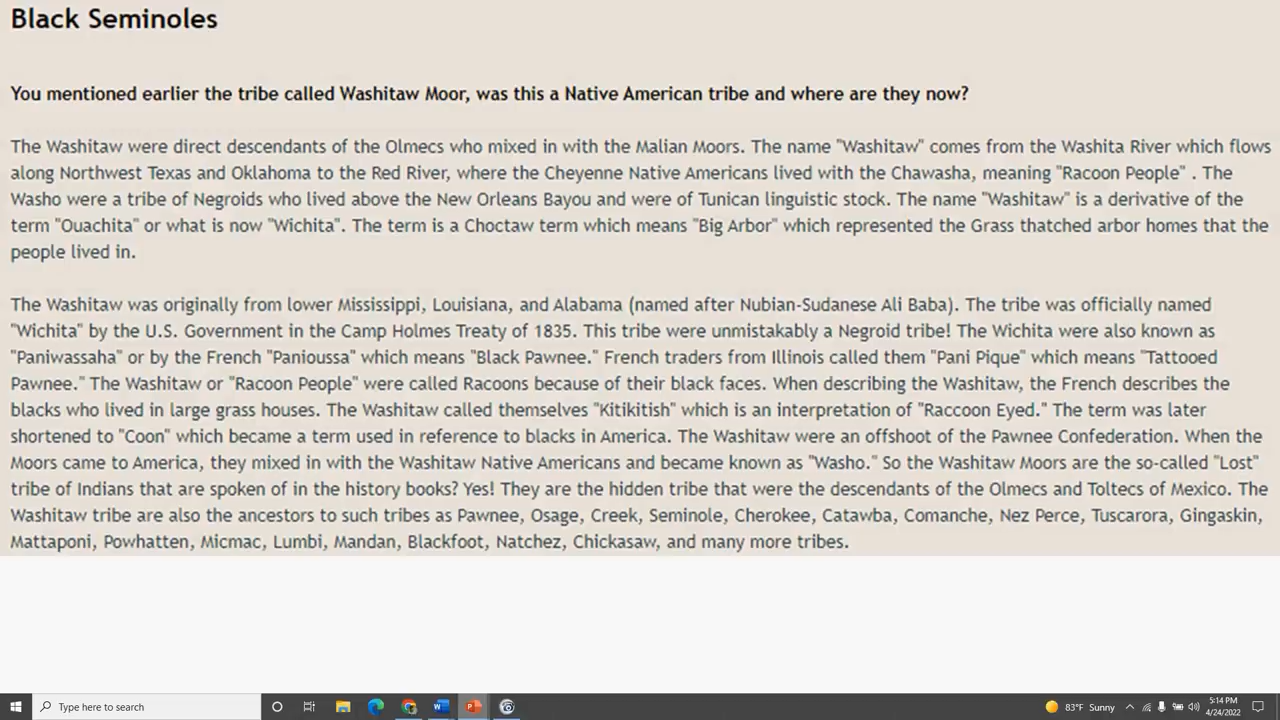 Black Seminoles
You mentioned earlier the tribe called Washitaw Moor, was this a Native American tribe and where are they now?
The Washitaw were direct descendants of the Olmecs who mixed in with the Malian Moors. The name "Washitaw" comes from the Washita River which flows
along Northwest Texas and Oklahoma to the Red River, where the Cheyenne Native Americans lived with the Chawasha, meaning "Racoon People" . The
Washo were a tribe of Negroids who lived above the New Orleans Bayou and were of Tunican linguistic stock. The name "Washitaw" is a derivative of the
term "Ouachita" or what is now "Wichita". The term is a Choctaw term which means "Big Arbor" which represented the Grass thatched arbor homes that the
people lived in.
The Washitaw was originally from lower Mississippi, Louisiana, and Alabama (named after Nubian-Sudanese Ali Baba). The tribe was officially named
"Wichita" by the U.S. Government in the Camp Holmes Treaty of 1835. This tribe were unmistakably a Negroid tribe! The Wichita were also known as
"Paniwassaha" or by the French "Panioussa" which means "Black Pawnee." French traders from Illinois called them "Pani Pique" which means "Tattooed
Pawnee." The Washitaw or "Racoon People" were called Racoons because of their black faces. When describing the Washitaw, the French describes the
blacks who lived in large grass houses. The Washitaw called themselves "Kitikitish" which is an interpretation of "Raccoon Eyed." The term was later
shortened to "Coon" which became a term used in reference to blacks in America. The Washitaw were an offshoot of the Pawnee Confederation. When the
Moors came to America, they mixed in with the Washitaw Native Americans and became known as "Washo." So the Washitaw Moors are the so-called "Lost"
tribe of Indians that are spoken of in the history books? Yes! They are the hidden tribe that were the descendants of the Olmecs and Toltecs of Mexico. The
Washitaw tribe are also the ancestors to such tribes as Pawnee, Osage, Creek, Seminole, Cherokee, Catawba, Comanche, Nez Perce, Tuscarora, Gingaskin,
Mattaponi, Powhatten, Micmac, Lumbi, Mandan, Blackfoot, Natchez, Chickasaw, and many more tribes.
Type here to search
83°F Sunny
5:14 PM
4/24/2022